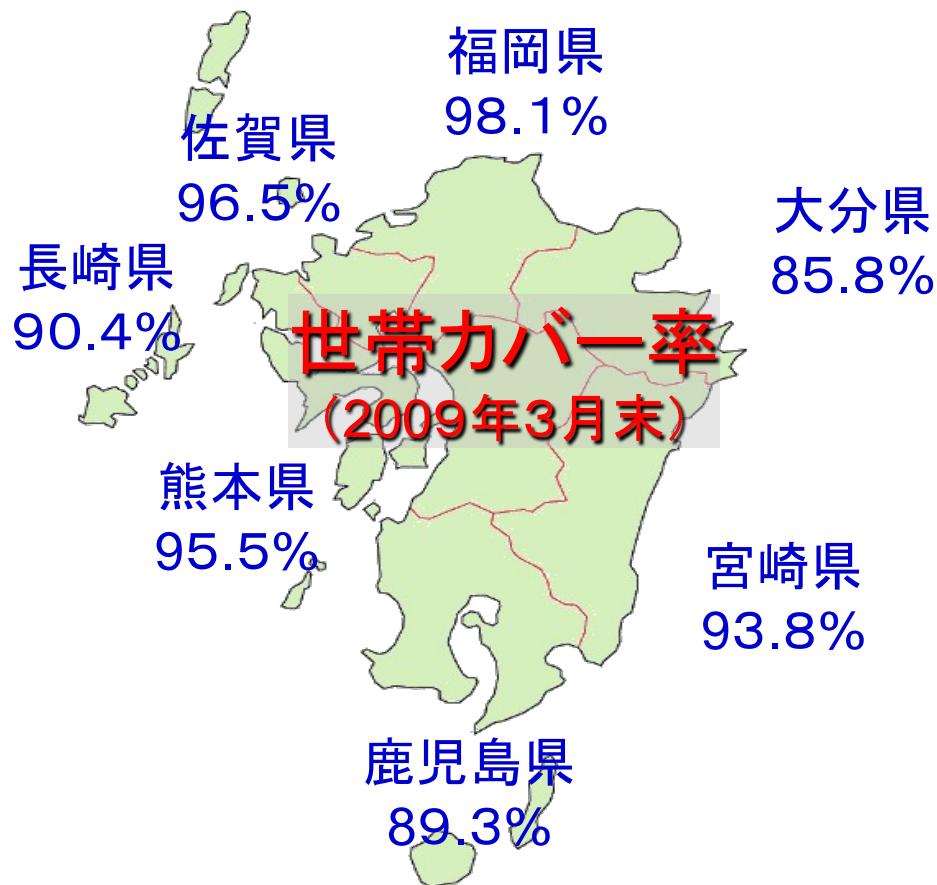 福岡県
98.1%
佐賀県
96.5%
大分県
85.8%
長崎県
90.4%
世帯カバー率
(2009年3月末)
熊本県
95.5%
宮崎県
93.8%
鹿児島県
89.3%